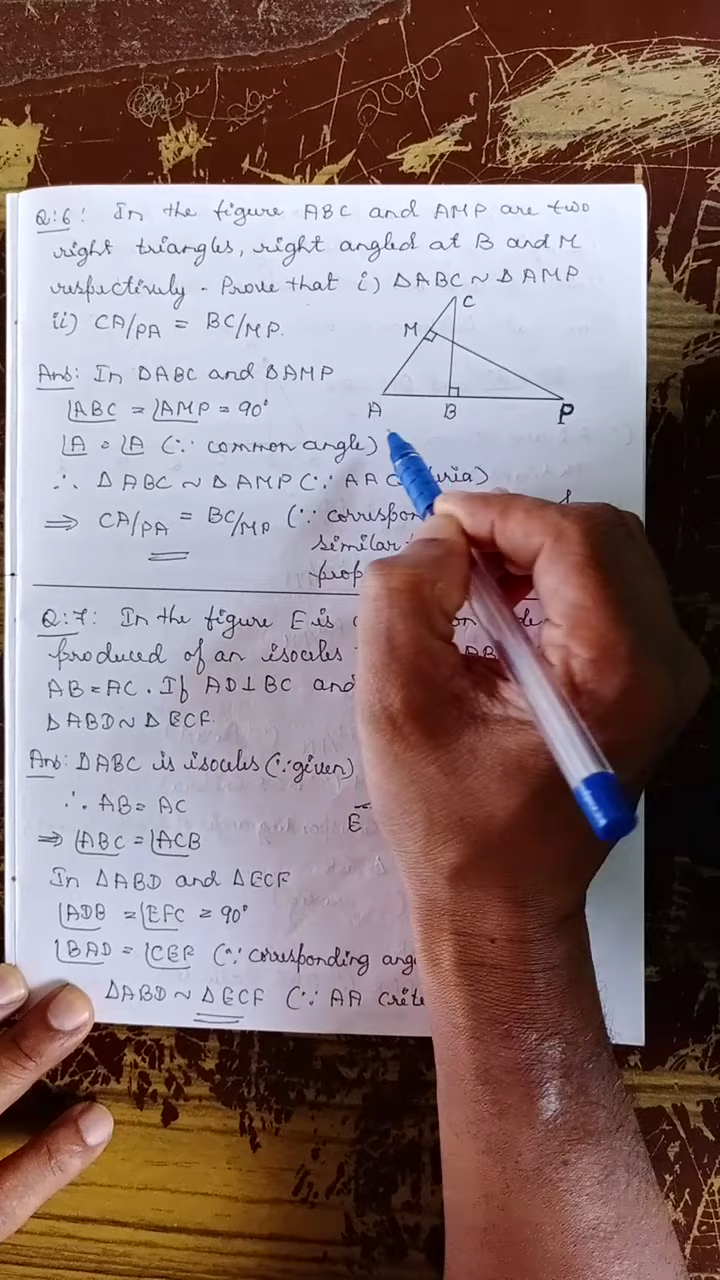 2020
Q:6: In the figure ABC and AMP are two
right triangles, right angled at B and M
respectively. Prove that i) ΔABC ~ ΔAMP
ii) CA/PA = BC/MP.
C
M
A B P
Ans: In ΔABC and ΔAMP
∠ABC = ∠AMP = 90°
∠A = ∠A (∵ common angle)
∴ ΔABC ~ ΔAMP (∵ AA
⇒ CA/PA = BC/MP (∵
Q:7: In the figure E is
produced of an isoceles AB
AB = AC. If AD⊥BC and
ΔABD ~ ΔECF.
Ans: ΔABC is isoceles (∵ given)
∴ AB = AC
E
⇒ ∠ABC = ∠ACB
In ΔABD and ΔECF
∠ADB = ∠EFC = 90°
∠BAD = ∠CEF (∵ corresponding
ΔABD ~ ΔECF (∵ AA